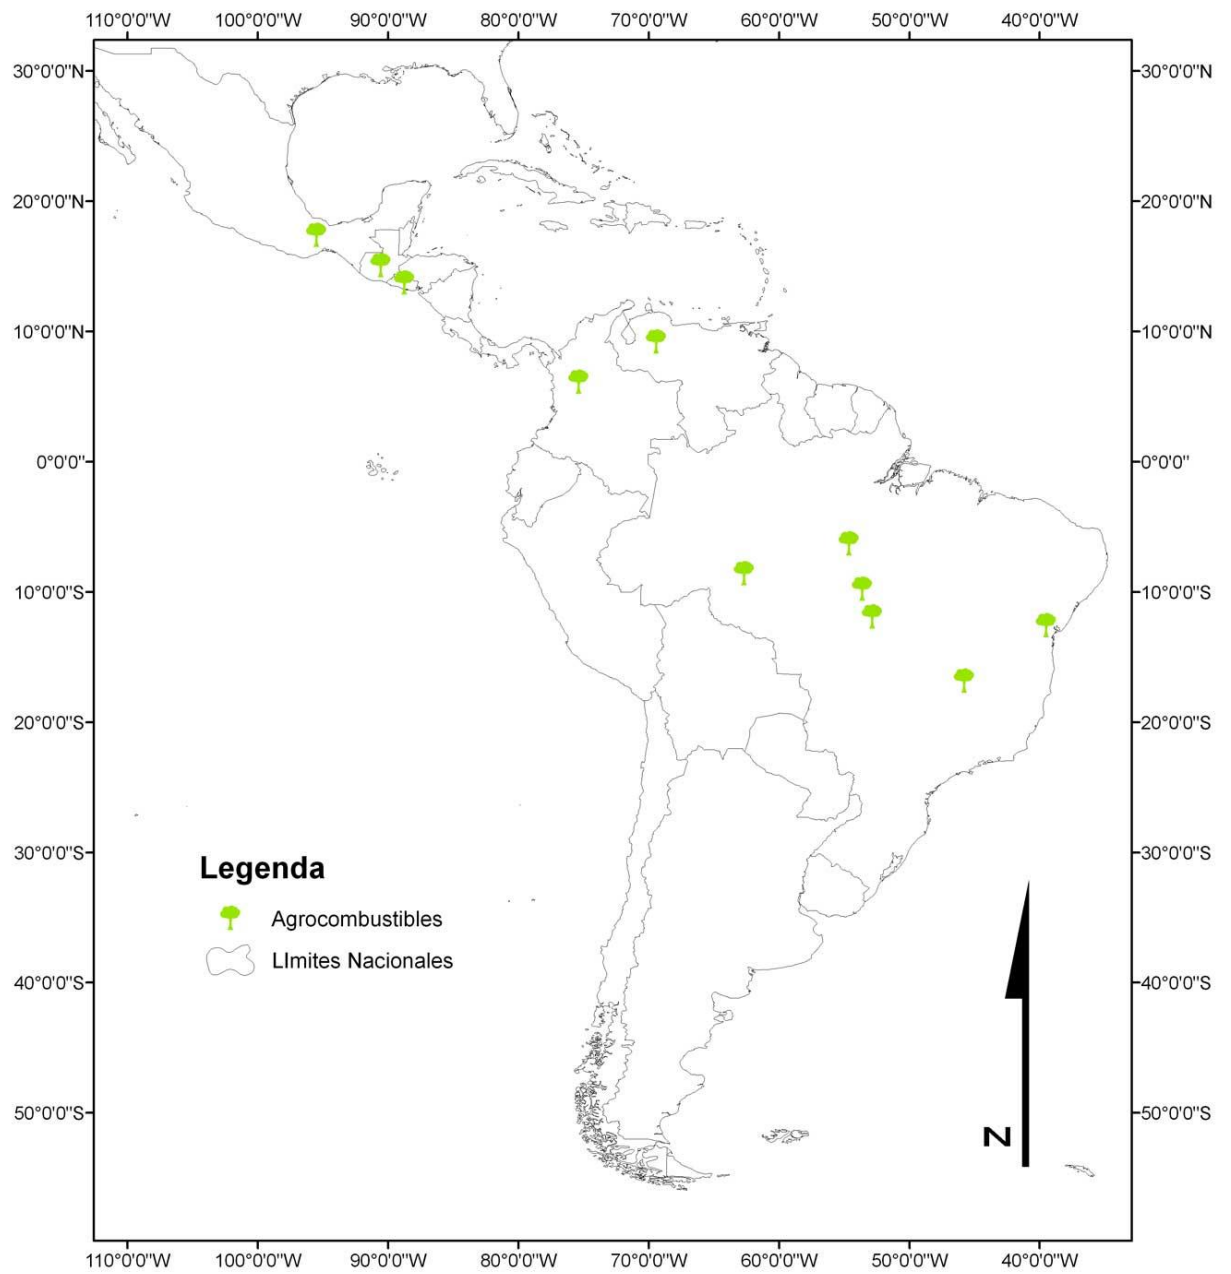 110°0'0"W 100°0'0"W 90°0'0"W 80°0'0"W 70°0'0"W 60°0'0"W 50°0'0"W 40°0'0"W
30°0'0"N 30°0'0"N
20°0'0"N 20°0'0"N
10°0'0"N 10°0'0"N
0°0'0" 0°0'0"
10°0'0"S 10°0'0"S
20°0'0"S 20°0'0"S
30°0'0"S 30°0'0"S
Legenda
Agrocombustibles
LImites Nacionales
40°0'0"S 40°0'0"S
50°0'0"S 50°0'0"S
N
110°0'0"W 100°0'0"W 90°0'0"W 80°0'0"W 70°0'0"W 60°0'0"W 50°0'0"W 40°0'0"W